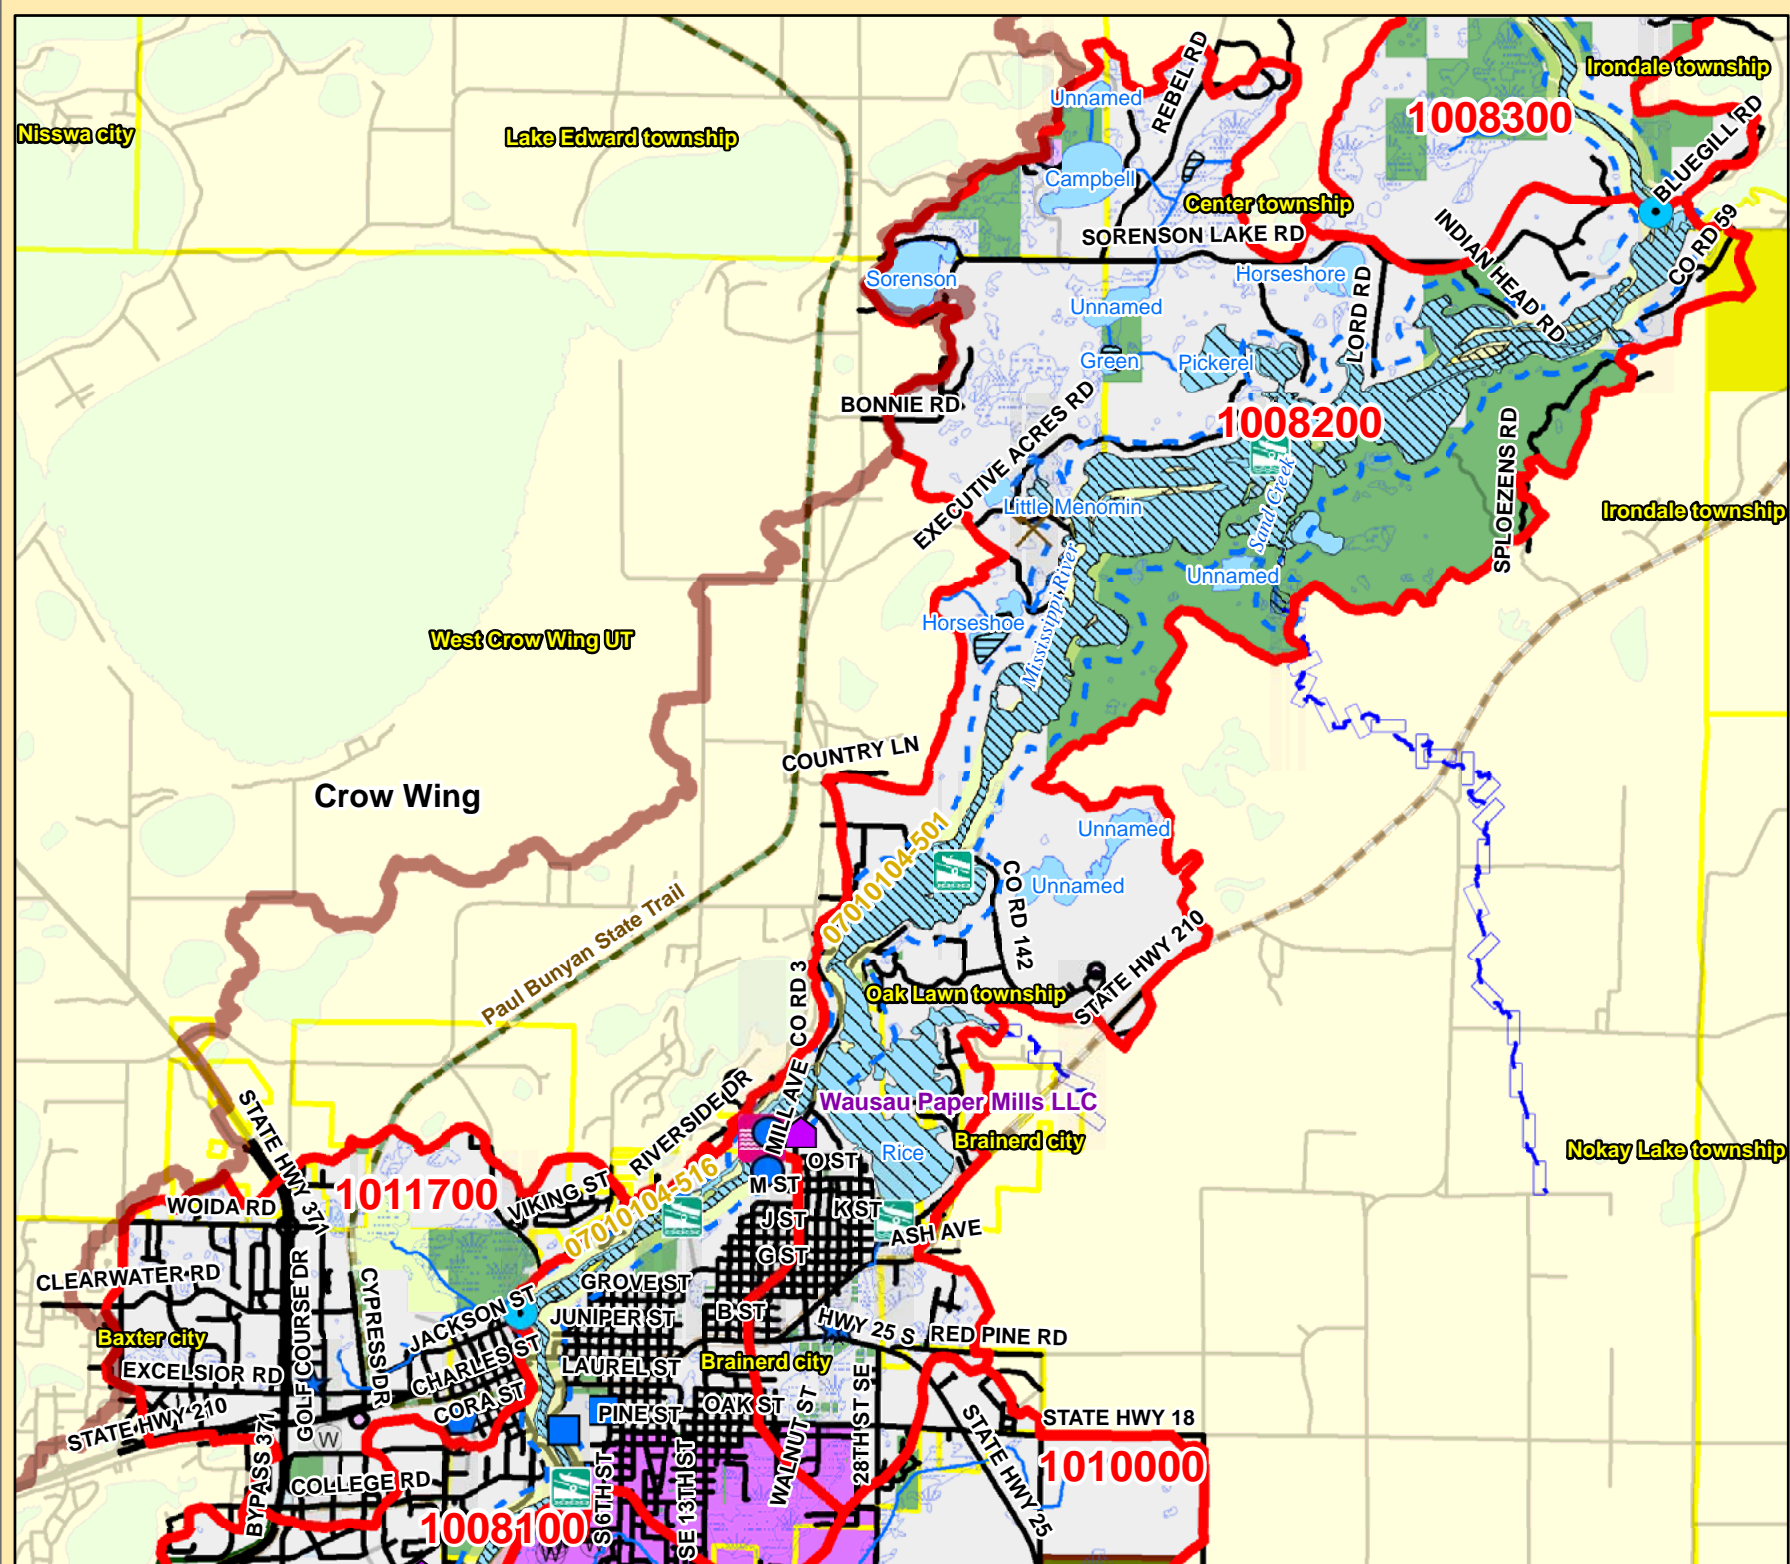 Irondale township
REBEL RD
Unnamed
1008300
BLUEGILL RD
Nisswa city
Lake Edward township
Campbell
Center township
INDIAN HEAD RD
CO RD 59
SORENSON LAKE RD
Sorenson
Horseshore
Unnamed
LORD RD
Green
Pickerel
BONNIE RD
EXECUTIVE ACRES RD
1008200
SPLOEZENS RD
Little Menomin
Sand Creek
Irondale township
Mississippi River
Unnamed
Horseshoe
West Crow Wing UT
COUNTRY LN
Crow Wing
07010104-501
Unnamed
CO RD 142
Unnamed
Paul Bunyan State Trail
CO RD 3
STATE HWY 210
Oak Lawn township
MILL AVE
RIVERSIDE DR
Wausau Paper Mills LLC
STATE HWY 371
Brainerd city
Rice
Nokay Lake township
O ST
1011700
VIKING ST
07010104-516
M ST
WOIDA RD
K ST
J ST
ASH AVE
G ST
CLEARWATER RD
GOLF COURSE DR
CYPRESS DR
GROVE ST
JACKSON ST
JUNIPER ST
B ST
HWY 25 S
RED PINE RD
Baxter city
CHARLES ST
LAUREL ST
Brainerd city
EXCELSIOR RD
CORA ST
OAK ST
PINE ST
WALNUT ST
28TH ST SE
STATE HWY 210
STATE HWY 18
BYPASS 371
W
STATE HWY 25
1010000
COLLEGE RD
S 6TH ST
SE 13TH ST
1008100
W
W